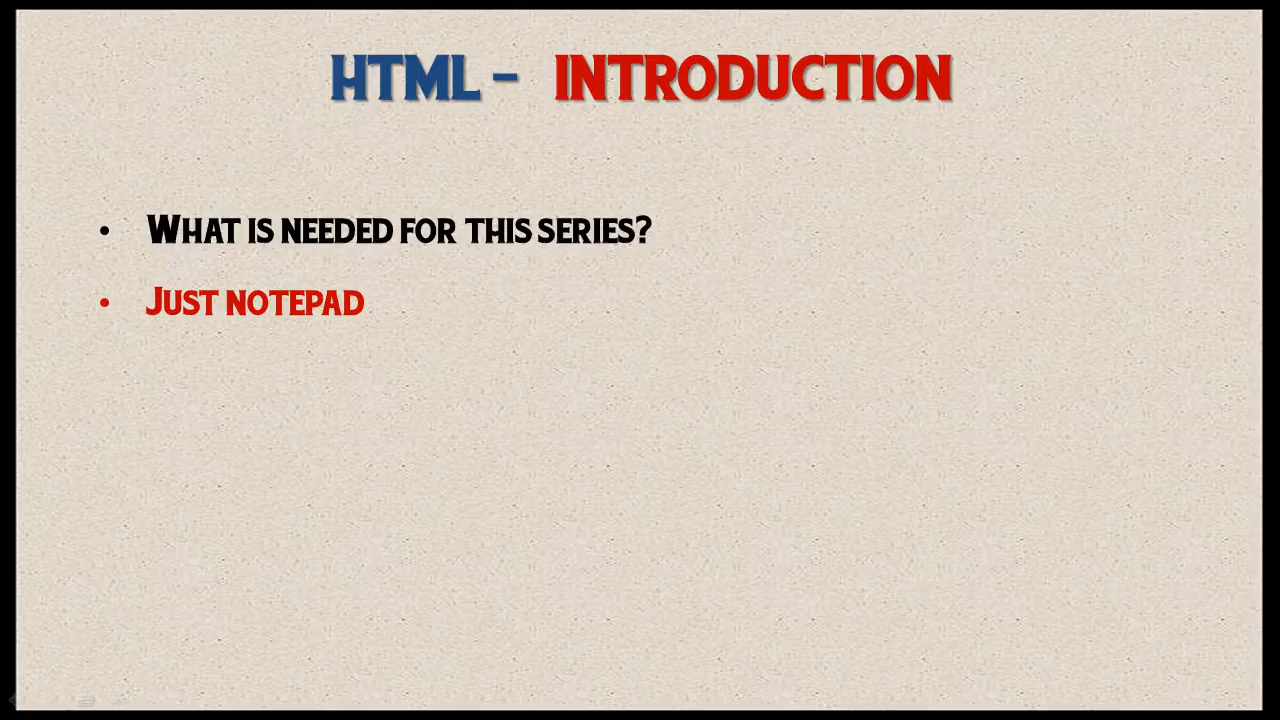 HTML - INTRODUCTION
• What is needed for this series?
• Just notepad